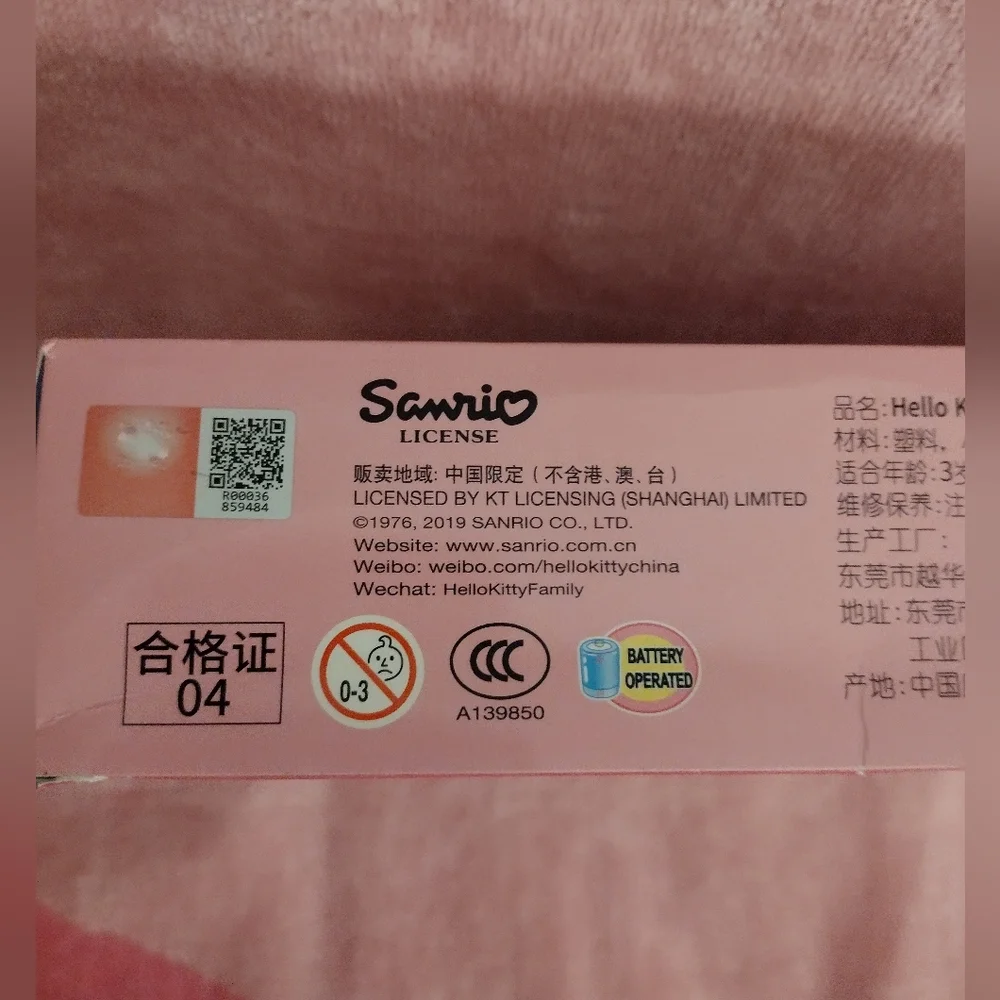 Sanrio
LICENSE
贩卖地域: 中国限定 ( 不含港、澳、台 )
LICENSED BY KT LICENSING (SHANGHAI) LIMITED
©1976, 2019 SANRIO CO., LTD.
Website: www.sanrio.com.cn
Weibo: weibo.com/hellokittychina
Wechat: HelloKittyFamily
R00036
859484
合格证
04
0-3
CCC
A139850
BATTERY
OPERATED
品名: Hello K
材料: 塑料,
适合年龄: 3岁
维修保养: 注
生产工厂:
东莞市越华
地址: 东莞市
工业
产地: 中国